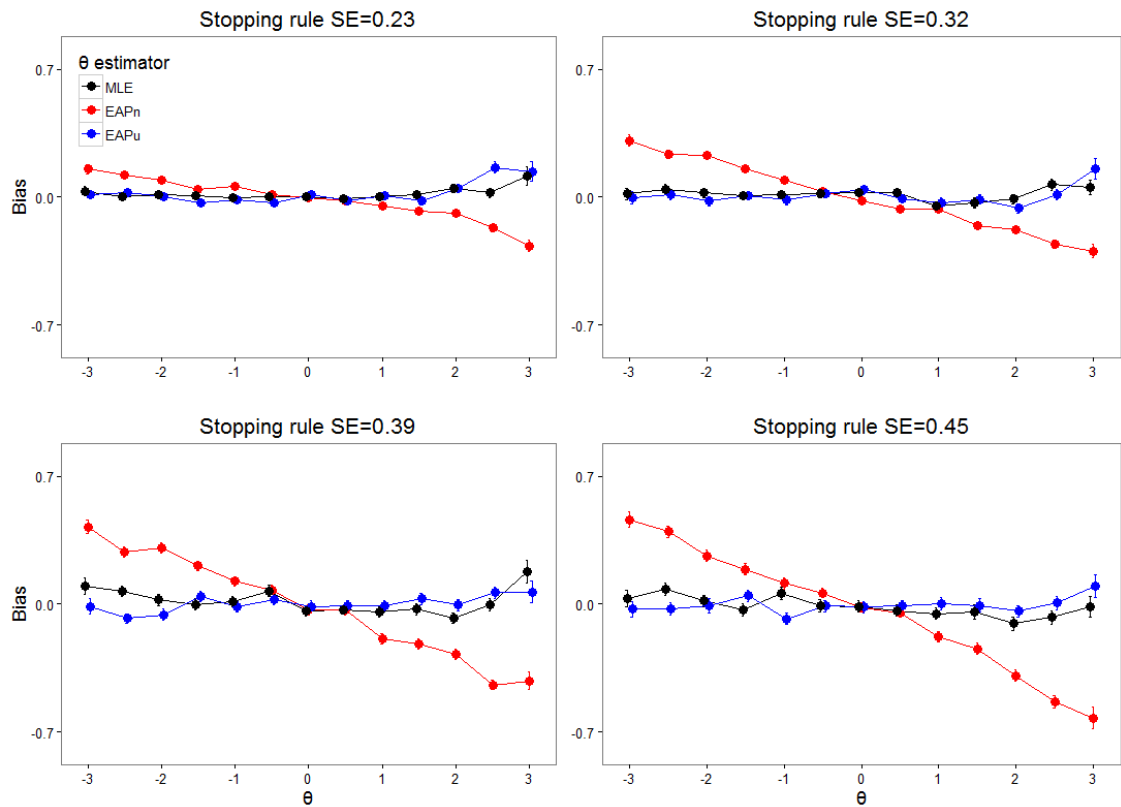 Stopping rule SE=0.23
Stopping rule SE=0.32
θ estimator
MLE
EAPn
EAPu
Bias
0.7
0.0
-0.7
-3 -2 -1 0 1 2 3
0.7
0.0
-0.7
-3 -2 -1 0 1 2 3
Stopping rule SE=0.39
Stopping rule SE=0.45
Bias
0.7
0.0
-0.7
-3 -2 -1 0 1 2 3
θ
0.7
0.0
-0.7
-3 -2 -1 0 1 2 3
θ